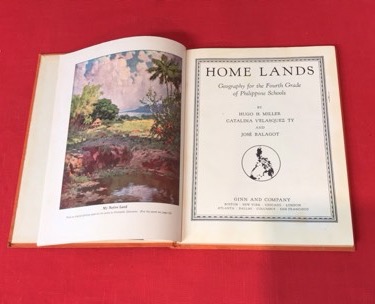 My Native Land
HOME LANDS
Geography for the Fourth Grade
of Philippine Schools
BY
HUGO H. MILLER
CATALINA VELASQUEZ TY
AND
JOSÉ BALAGOT
GINN AND COMPANY
BOSTON · NEW YORK · CHICAGO · LONDON
ATLANTA · DALLAS · COLUMBUS · SAN FRANCISCO